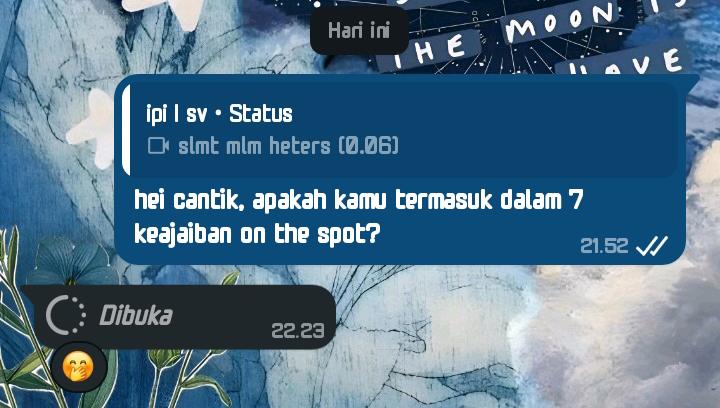 Hari ini
THE MOON IS
HAVE
ipi | sv • Status
slmt mlm heters (0.06)
hei cantik, apakah kamu termasuk dalam 7
keajaiban on the spot?
21.52
Dibuka
22.23